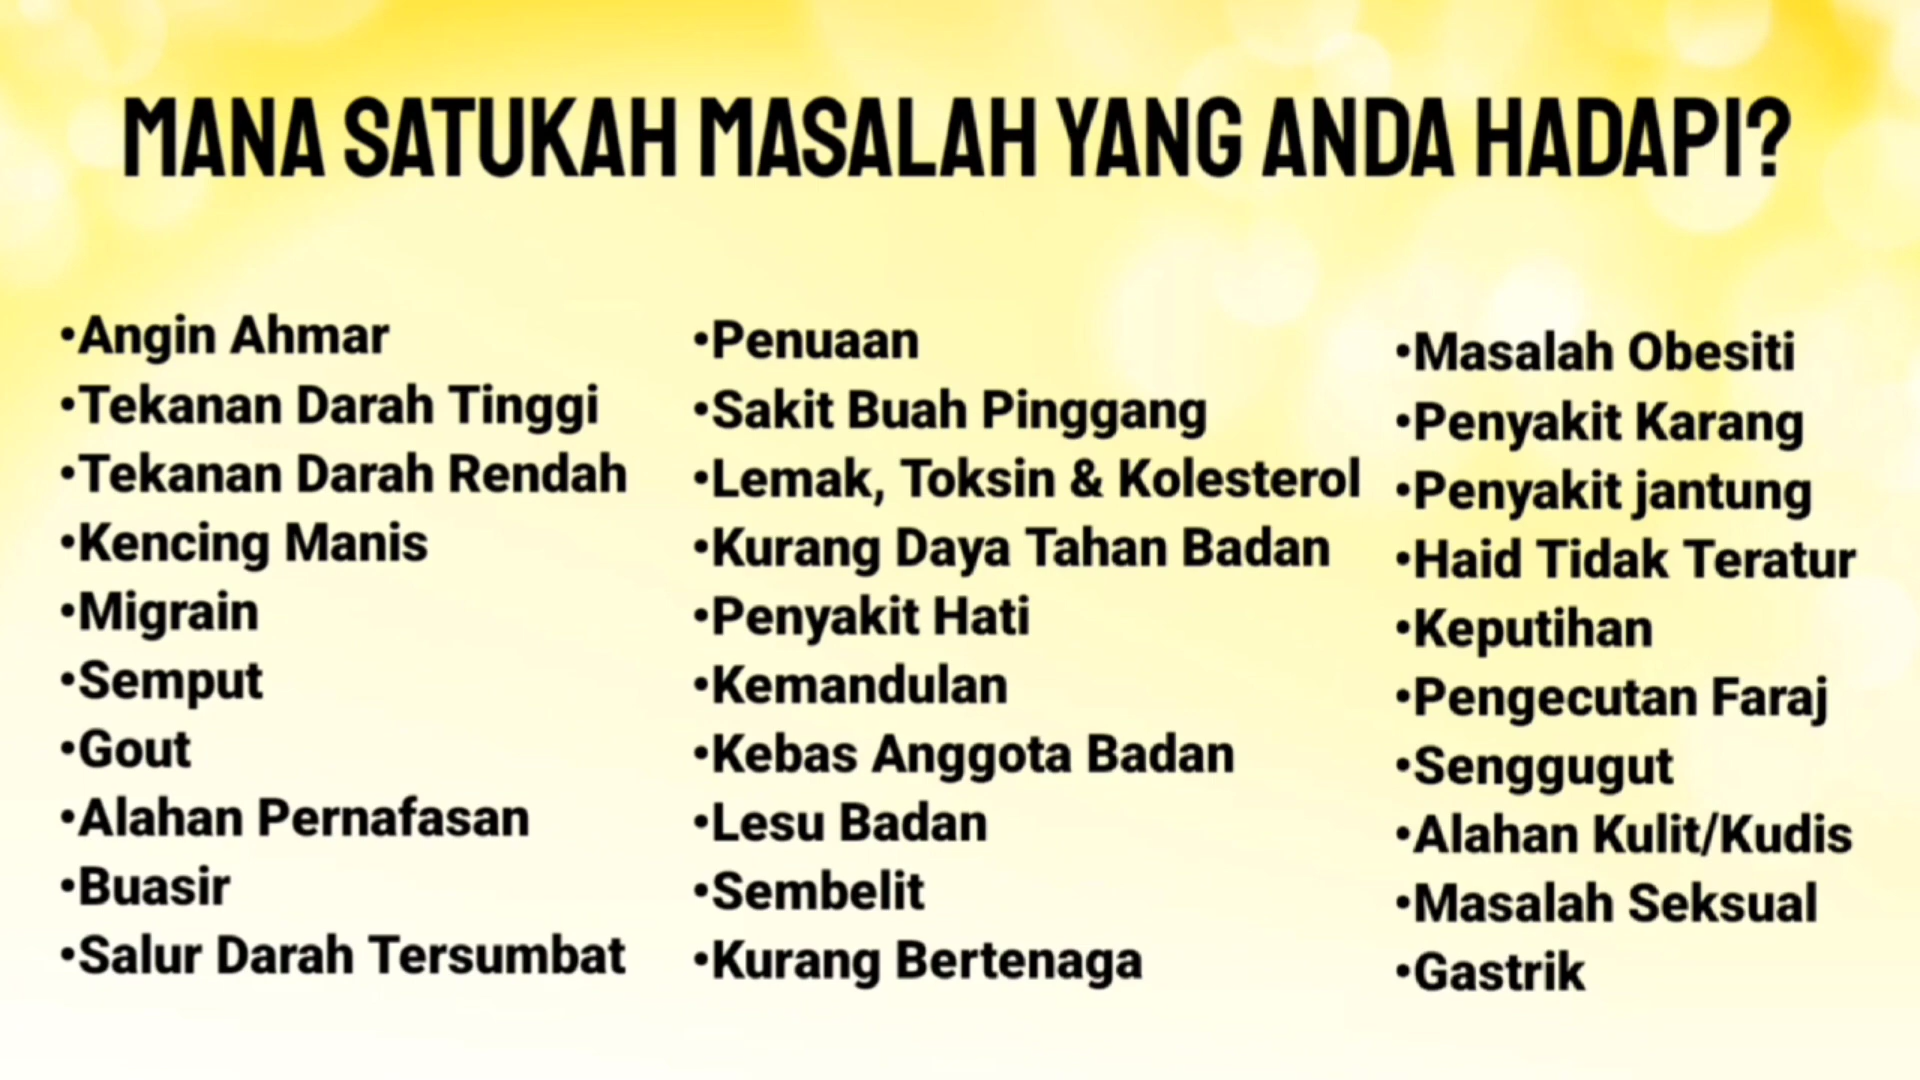 MANA SATUKAH MASALAH YANG ANDA HADAPI?
•Angin Ahmar
•Tekanan Darah Tinggi
•Tekanan Darah Rendah
•Kencing Manis
•Migrain
•Semput
•Gout
•Alahan Pernafasan
•Buasir
•Salur Darah Tersumbat
•Penuaan
•Sakit Buah Pinggang
•Lemak, Toksin & Kolesterol
•Kurang Daya Tahan Badan
•Penyakit Hati
•Kemandulan
•Kebas Anggota Badan
•Lesu Badan
•Sembelit
•Kurang Bertenaga
•Masalah Obesiti
•Penyakit Karang
•Penyakit jantung
•Haid Tidak Teratur
•Keputihan
•Pengecutan Faraj
•Senggugut
•Alahan Kulit/Kudis
•Masalah Seksual
•Gastrik